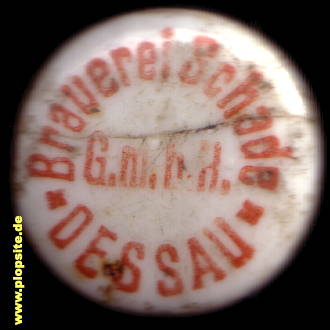 Brauerei Schade
G.m.b.H.
* DESSAU *
www.plopsite.de